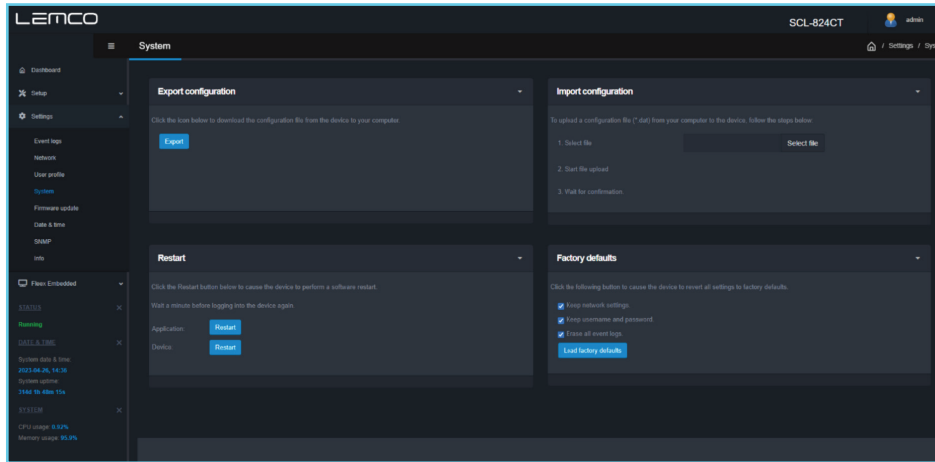 LEMCO
SCL-824CT
admin
System
/ Settings / Sys
Dashboard
Setup
Settings
Event logs
Network
User profile
System
Firmware update
Date & time
SNMP
Info
Fleex Embedded
STATUS
Running
DATE & TIME
System date & time
2023-04-26, 14:36
System uptime
314d 1h 48m 15s
SYSTEM
CPU usage: 0.52%
Memory usage: 95.9%
Export configuration
Click the icon below to download the configuration file from the device to your computer.
Export
Import configuration
To upload a configuration file (*.dat) from your computer to the device, follow the steps below
1. Select file
Select file
2. Start file upload
3. Wait for confirmation.
Restart
Click the Restart button below to cause the device to perform a software restart.
Wait a minute before logging into the device again.
Application: Restart
Device: Restart
Factory defaults
Click the following button to cause the device to revert all settings to factory defaults.
Keep network settings.
Keep username and password.
Erase all event logs.
Load factory defaults